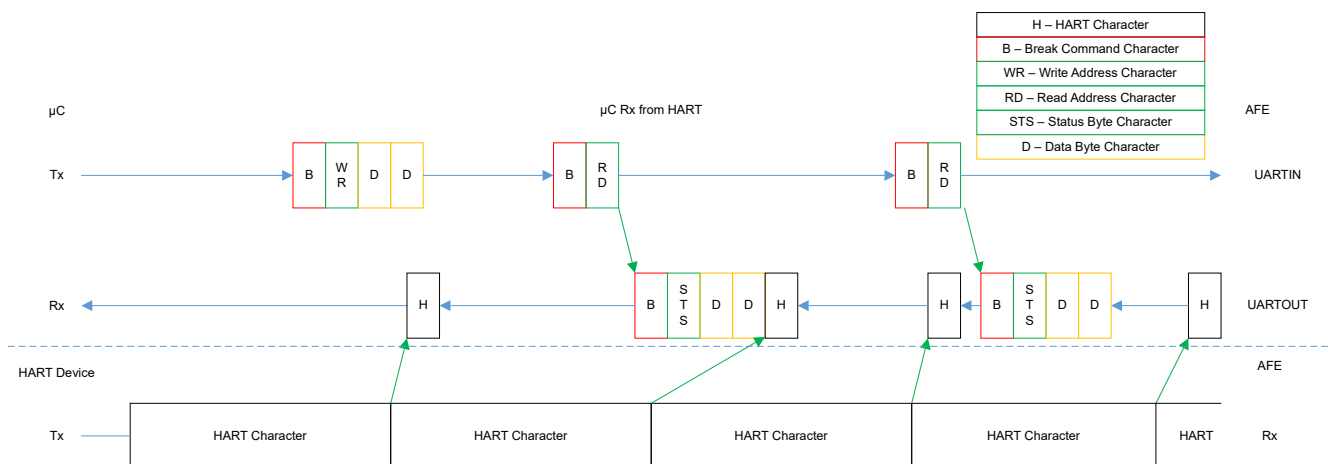 H – HART Character
B – Break Command Character
WR – Write Address Character
RD – Read Address Character
STS – Status Byte Character
D – Data Byte Character
µC
µC Rx from HART
AFE
Tx
B
W
R
D
D
B
R
D
B
R
D
UARTIN
Rx
H
B
S
T
S
D
D
H
H
B
S
T
S
D
D
H
UARTOUT
HART Device
AFE
Tx
HART Character
HART Character
HART Character
HART Character
HART
Rx